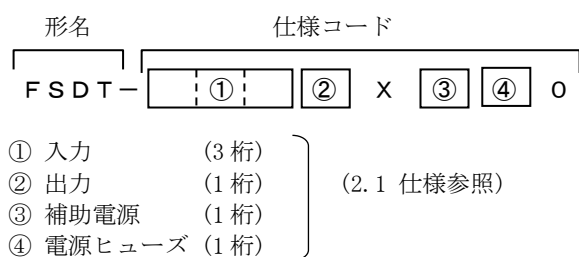 形名　仕様コード
ＦＳＤＴ－ ① ② Ｘ ③ ④ ０
① 入力 （3 桁）
② 出力 （1 桁）
③ 補助電源 （1 桁）
④ 電源ヒューズ （1 桁）
（2.1 仕様参照）